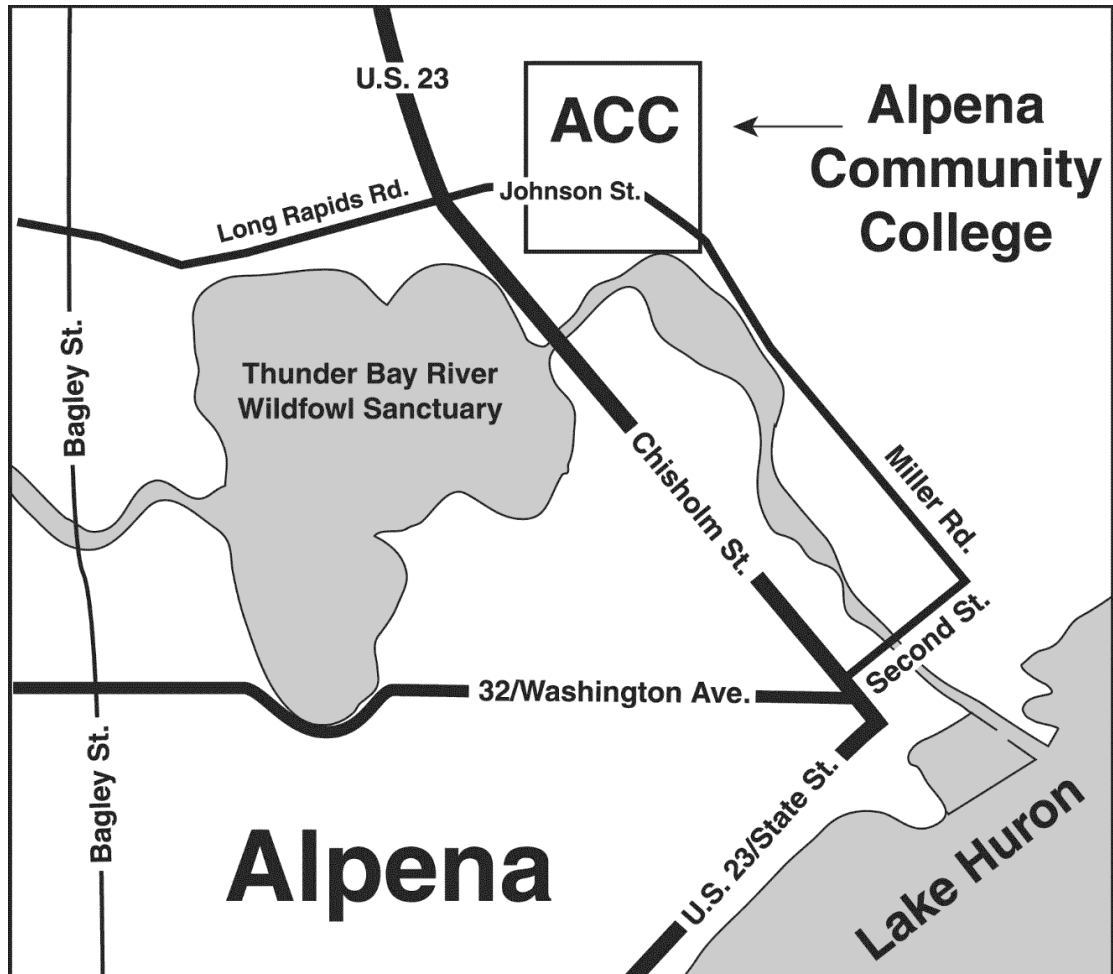 U.S. 23
ACC
Alpena
Community
College
Long Rapids Rd.
Johnson St.
Bagley St.
Thunder Bay River
Wildfowl Sanctuary
Chisholm St.
Miller Rd.
Second St.
32/Washington Ave.
Bagley St.
U.S. 23/State St.
Alpena
Lake Huron